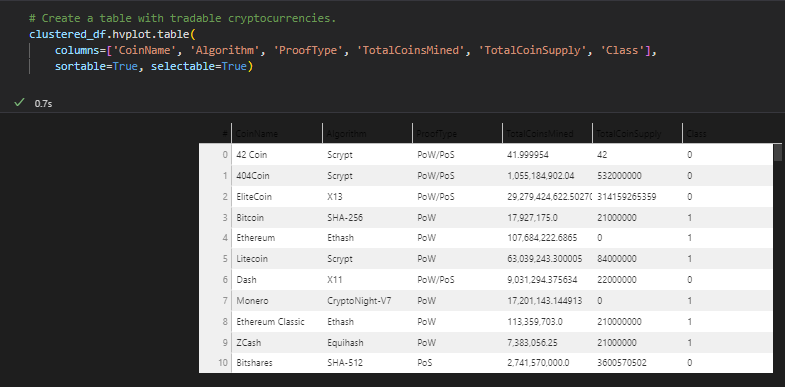 # Create a table with tradable cryptocurrencies.
clustered_df.hvplot.table(
columns=['CoinName', 'Algorithm', 'ProofType', 'TotalCoinsMined', 'TotalCoinSupply', 'Class'],
sortable=True, selectable=True)
0.7s
# CoinName Algorithm ProofType TotalCoinsMined TotalCoinSupply Class
0 42 Coin Scrypt PoW/PoS 41.999954 42 0
1 404Coin Scrypt PoW/PoS 1,055,184,902.04 532000000 0
2 EliteCoin X13 PoW/PoS 29,279,424,622.5027( 314159265359 0
3 Bitcoin SHA-256 PoW 17,927,175.0 21000000 1
4 Ethereum Ethash PoW 107,684,222.6865 0 1
5 Litecoin Scrypt PoW 63,039,243.300005 84000000 1
6 Dash X11 PoW/PoS 9,031,294.375634 22000000 0
7 Monero CryptoNight-V7 PoW 17,201,143.144913 0 1
8 Ethereum Classic Ethash PoW 113,359,703.0 210000000 1
9 ZCash Equihash PoW 7,383,056.25 21000000 1
10 Bitshares SHA-512 PoS 2,741,570,000.0 3600570502 0